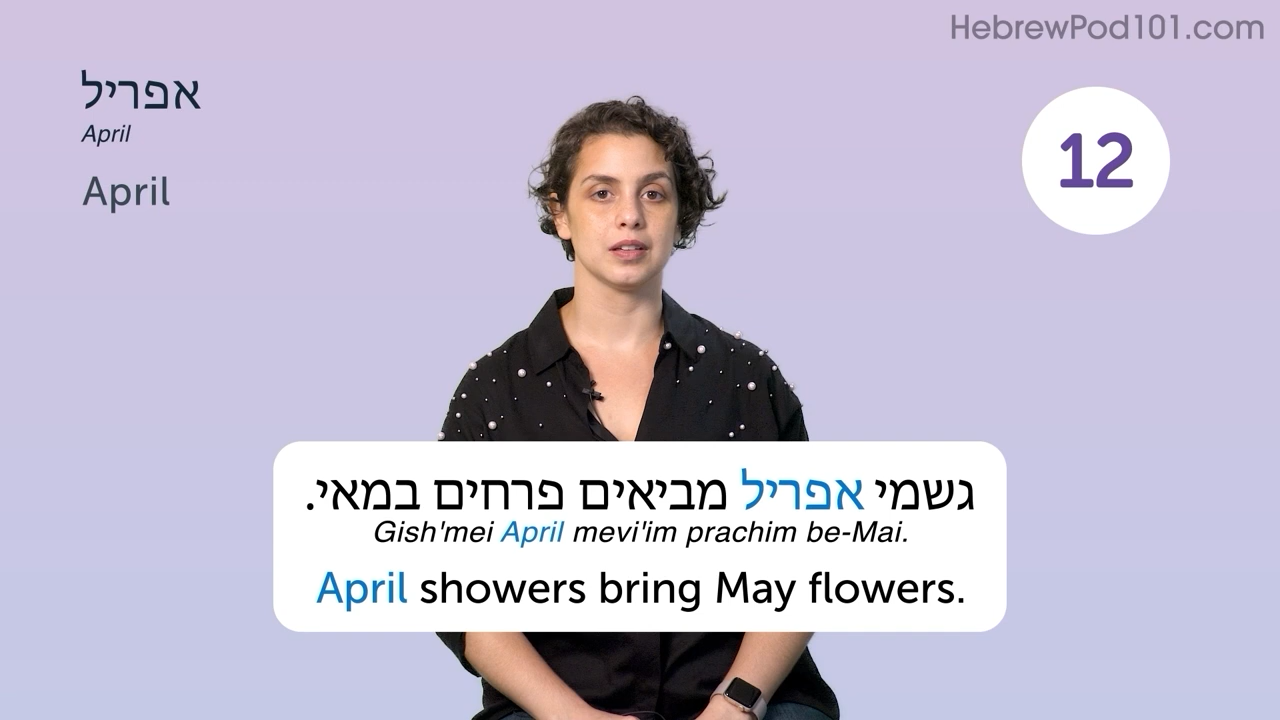 HebrewPod101.com
אפריל
April
April
12
גשמי אפריל מביאים פרחים במאי.
Gish'mei April mevi'im prachim be-Mai.
April showers bring May flowers.